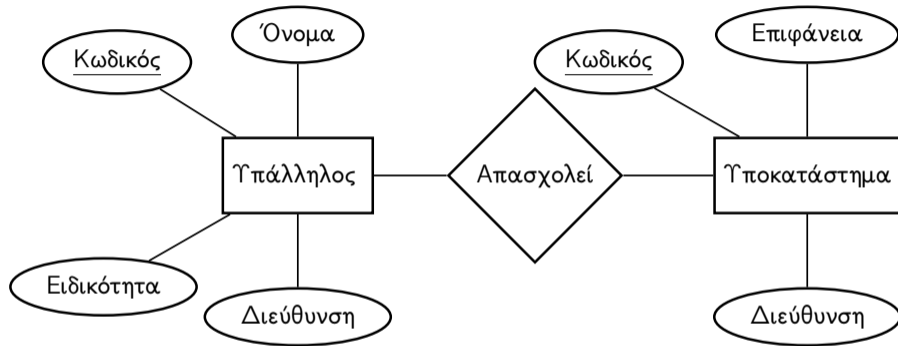 Όνομα
Επιφάνεια
Κωδικός
Κωδικός
Υπάλληλος
Απασχολεί
Υποκατάστημα
Ειδικότητα
Διεύθυνση
Διεύθυνση